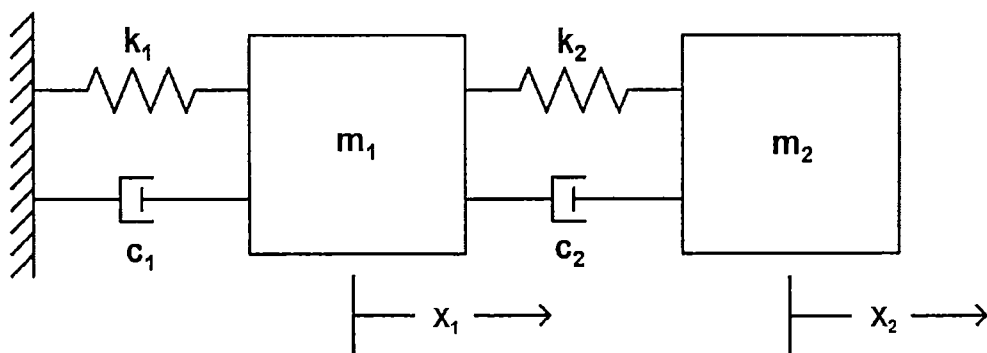 k₁ k₂
m₁ m₂
c₁ c₂
x₁ x₂